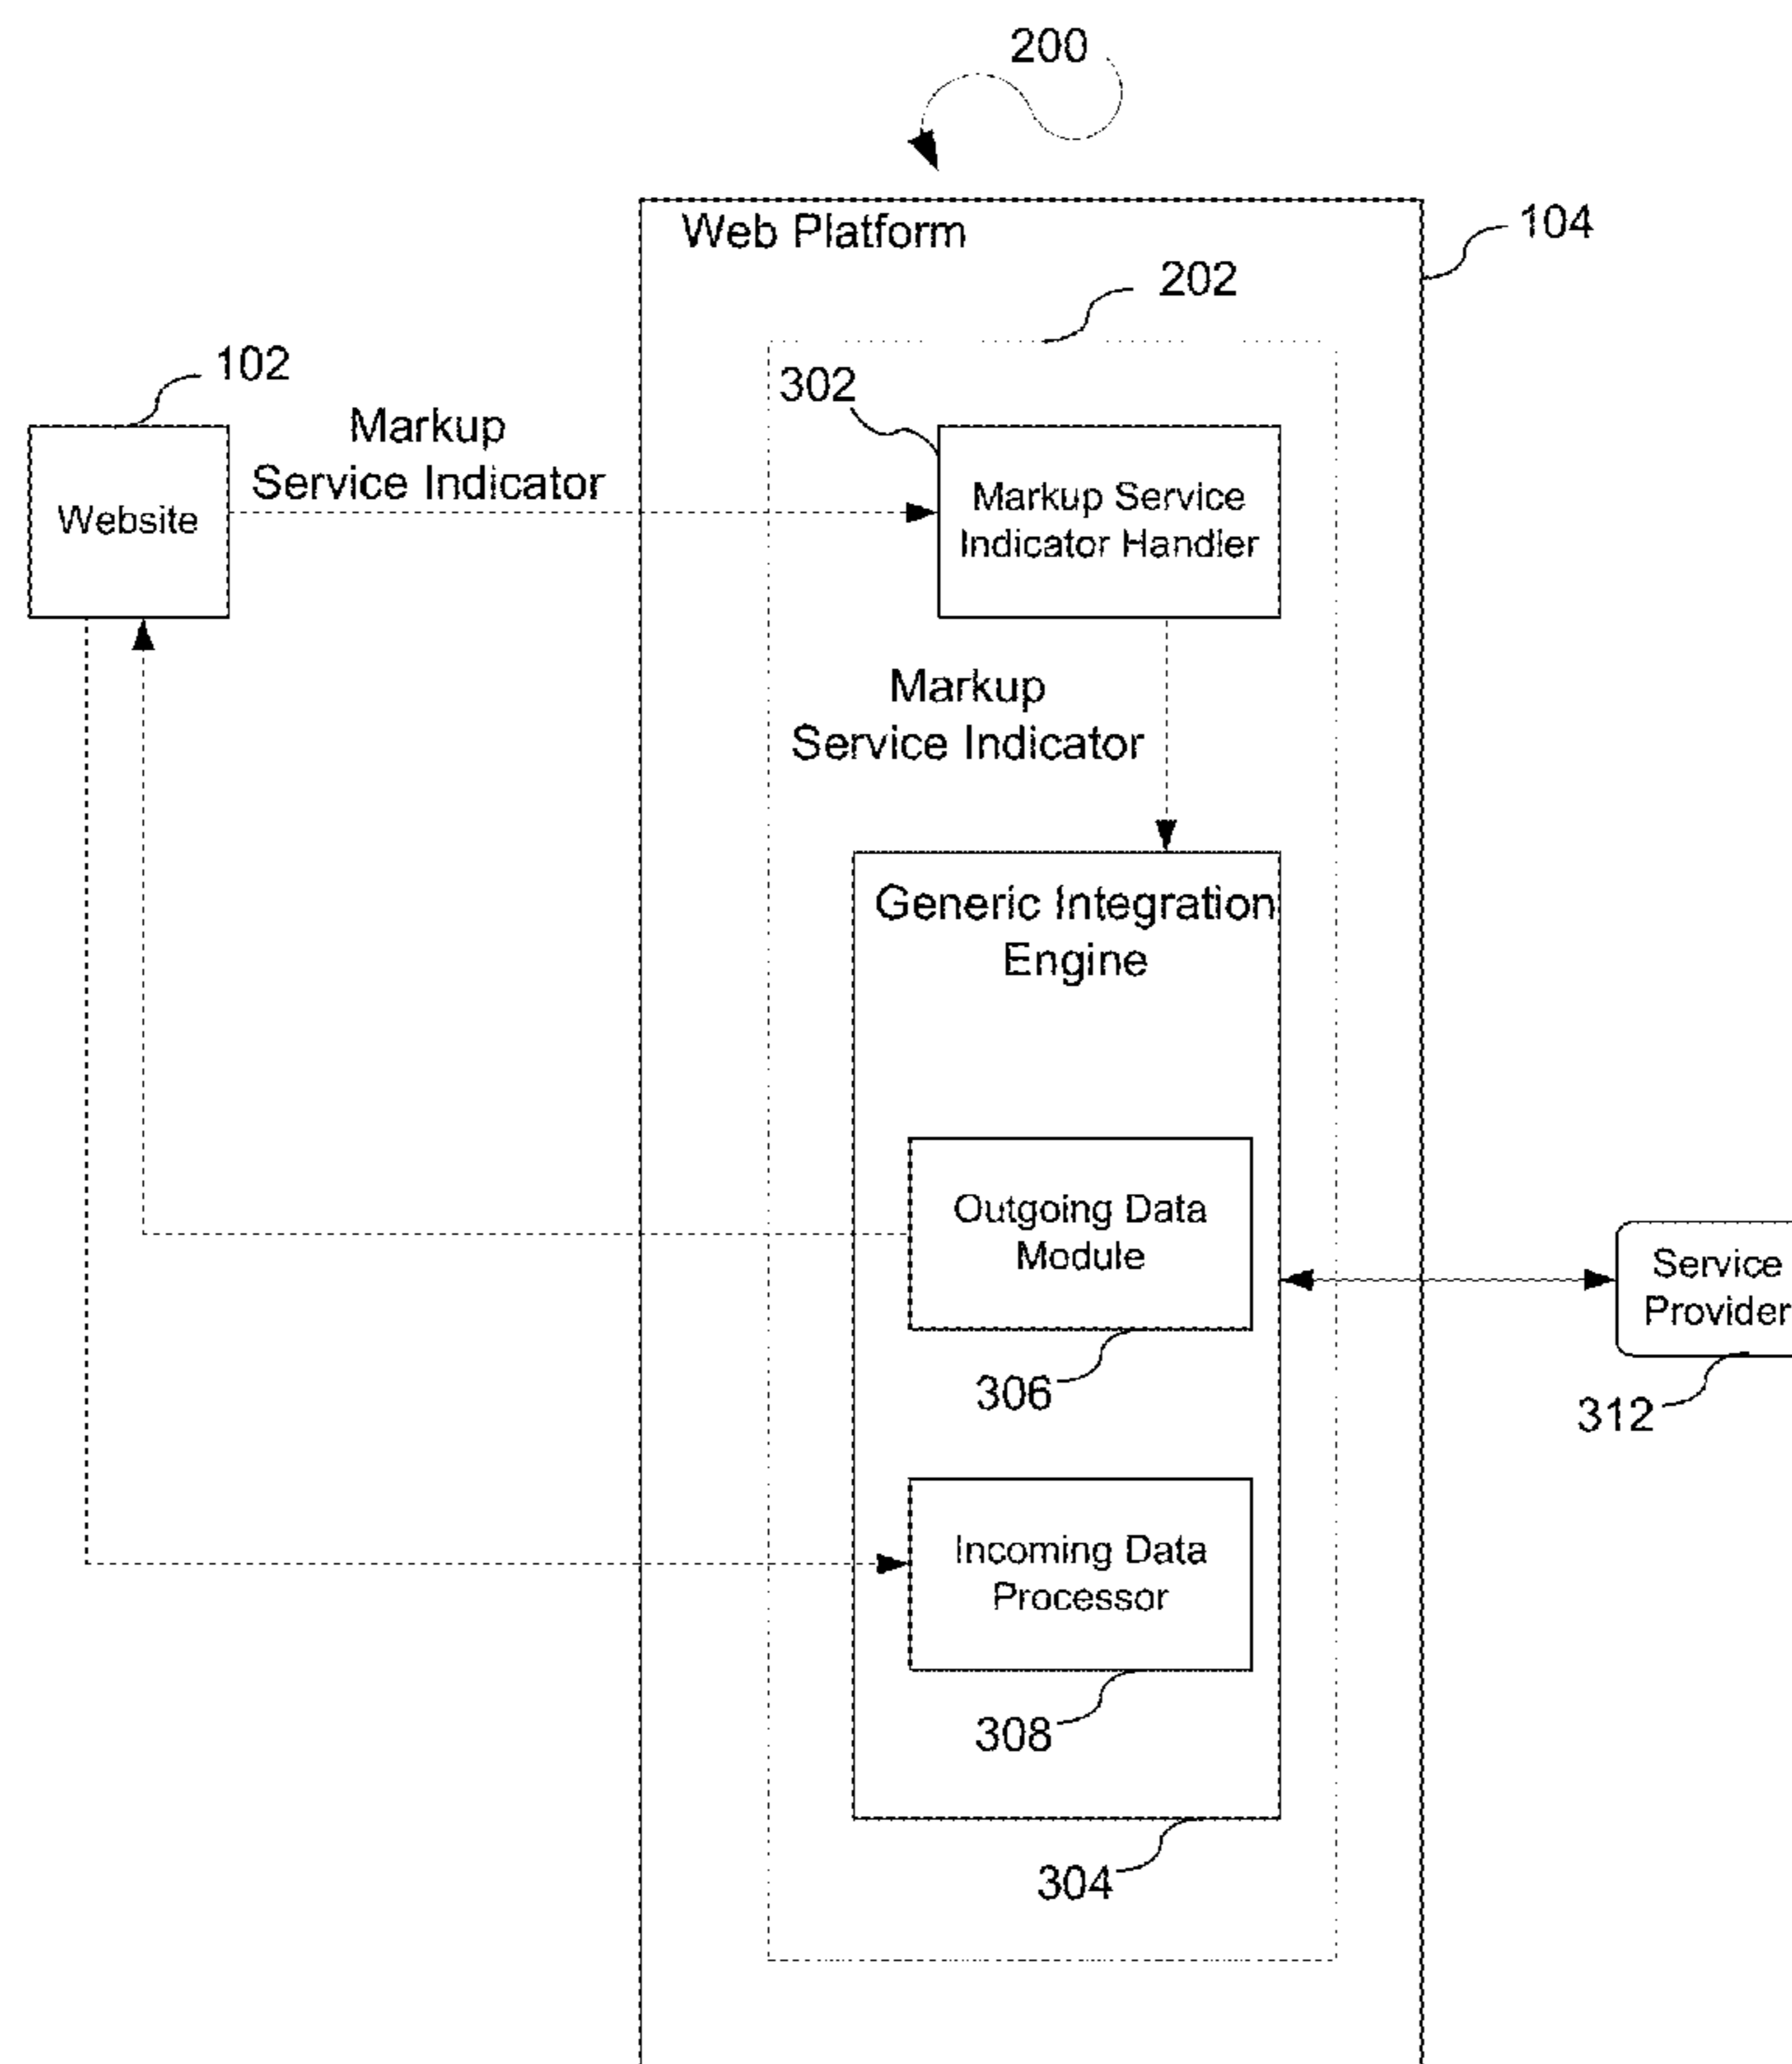 200
Web Platform
104
202
102
302
Markup
Service Indicator
Website
Markup Service
Indicator Handler
Markup
Service Indicator
Generic Integration
Engine
Outgoing Data
Module
306
Service
Provider
312
Incoming Data
Processor
308
304